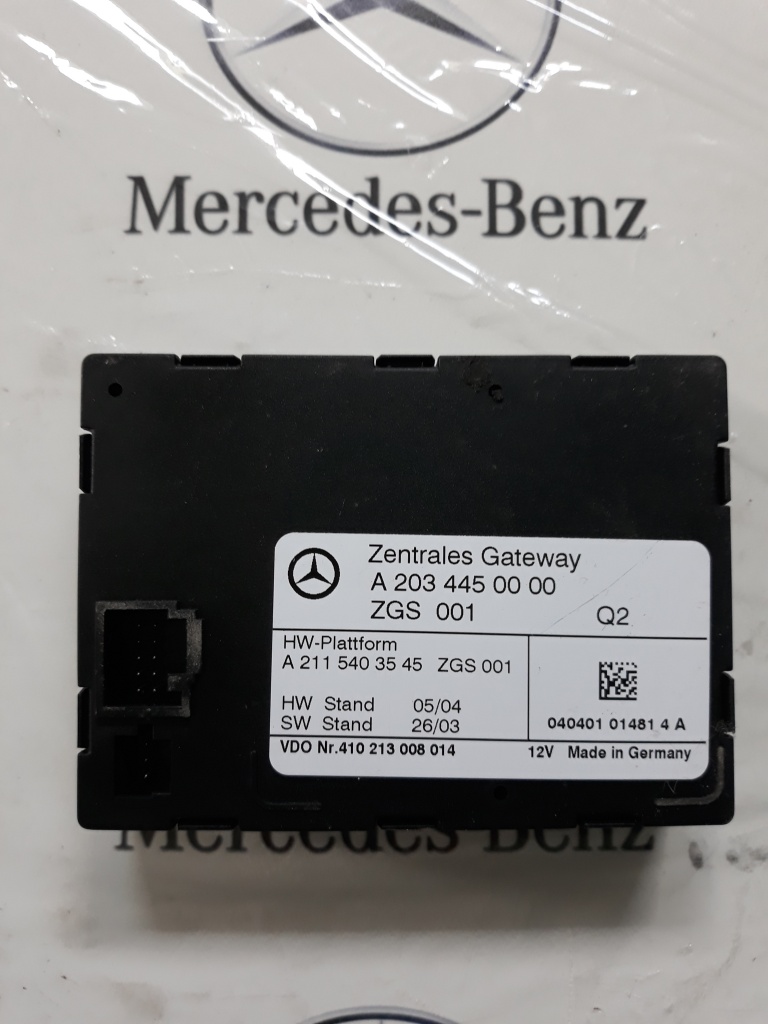 Mercedes-Benz
Zentrales Gateway
A 203 445 00 00
ZGS 001 Q2
HW-Plattform
A 211 540 35 45 ZGS 001
HW Stand 05/04
SW Stand 26/03
040401 01481 4 A
VDO Nr.410 213 008 014 12V Made in Germany
Mercedes-Benz